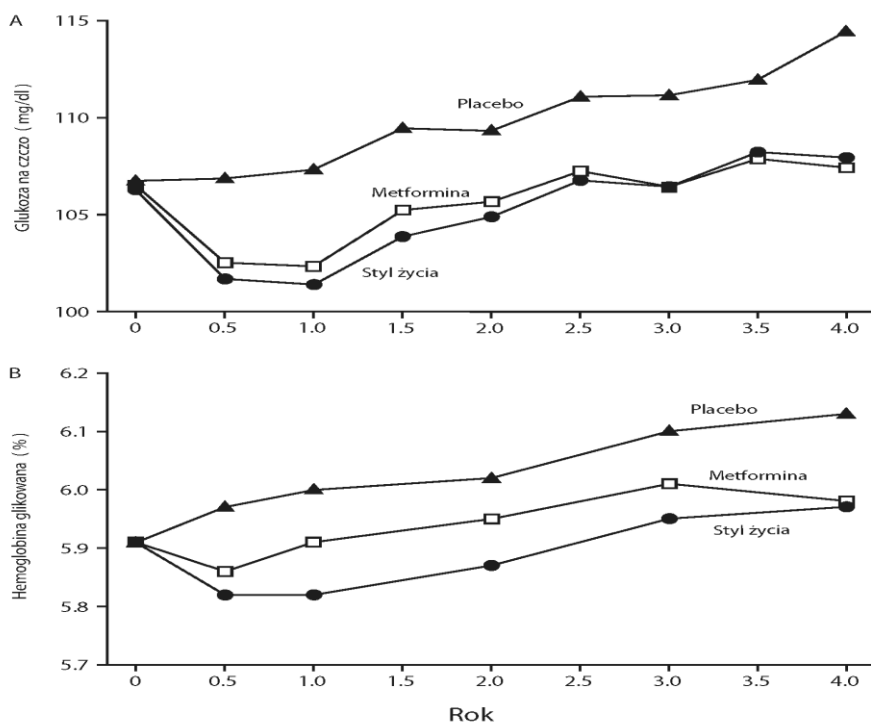 A
Glukoza na czczo (mg/dl)
115
110
105
100
Placebo
Metformina
Styl życia
0 0.5 1.0 1.5 2.0 2.5 3.0 3.5 4.0
B
Hemoglobina glikowana (%)
6.2
6.1
6.0
5.9
5.8
5.7
Placebo
Metformina
Styl życia
0 0.5 1.0 1.5 2.0 2.5 3.0 3.5 4.0
Rok